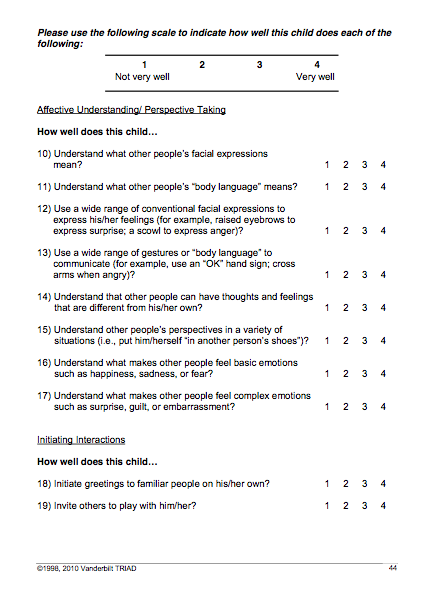 Please use the following scale to indicate how well this child does each of the
following:
1 2 3 4
Not very well Very well
Affective Understanding/ Perspective Taking
How well does this child…
10) Understand what other people's facial expressions
mean? 1 2 3 4
11) Understand what other people's “body language” means? 1 2 3 4
12) Use a wide range of conventional facial expressions to
express his/her feelings (for example, raised eyebrows to
express surprise; a scowl to express anger)? 1 2 3 4
13) Use a wide range of gestures or “body language” to
communicate (for example, use an “OK” hand sign; cross
arms when angry)? 1 2 3 4
14) Understand that other people can have thoughts and feelings
that are different from his/her own? 1 2 3 4
15) Understand other people's perspectives in a variety of
situations (i.e., put him/herself “in another person's shoes”)? 1 2 3 4
16) Understand what makes other people feel basic emotions
such as happiness, sadness, or fear? 1 2 3 4
17) Understand what makes other people feel complex emotions
such as surprise, guilt, or embarrassment? 1 2 3 4
Initiating Interactions
How well does this child…
18) Initiate greetings to familiar people on his/her own? 1 2 3 4
19) Invite others to play with him/her? 1 2 3 4
©1998, 2010 Vanderbilt TRIAD 44